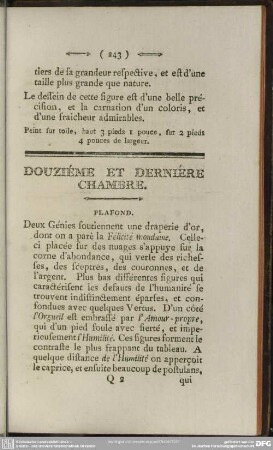 ( 243 )
tiers de sa grandeur respective, et est d'une
taille plus grande que nature.
Le dessein de cette figure est d'une belle pré-
cision, et la carnation d'un coloris, et
d'une fraicheur admirables.
Peint sur toile, haut 3 pieds 1 pouce, sur 2 pieds
4 pouces de largeur.
DOUZIÉME ET DERNIÉRE
CHAMBRE.
PLAFOND.
Deux Génies soutiennent une draperie d'or,
dont on a paré la Félicité mondaine. Celle-
ci placée sur des nuages s'appuye sur la
corne d'abondance, qui verse des riches-
ses, des sceptres, des couronnes, et de
l'argent. Plus bas différentes figures qui
caractérisent les defauts de l'humanité se
trouvent indistinctement éparses, et con-
fondues avec quelques Vertus. D'un côté
l'Orgueil est embrassé par l'Amour-propre,
qui d'un pied foule avec fierté, et impe-
rieusement l'Humilité. Ces figures forment le
contraste le plus frappant du tableau. A
quelque distance de l'Humilité on apperçoit
le caprice, et ensuite beaucoup de postulans,
Q 2 qui